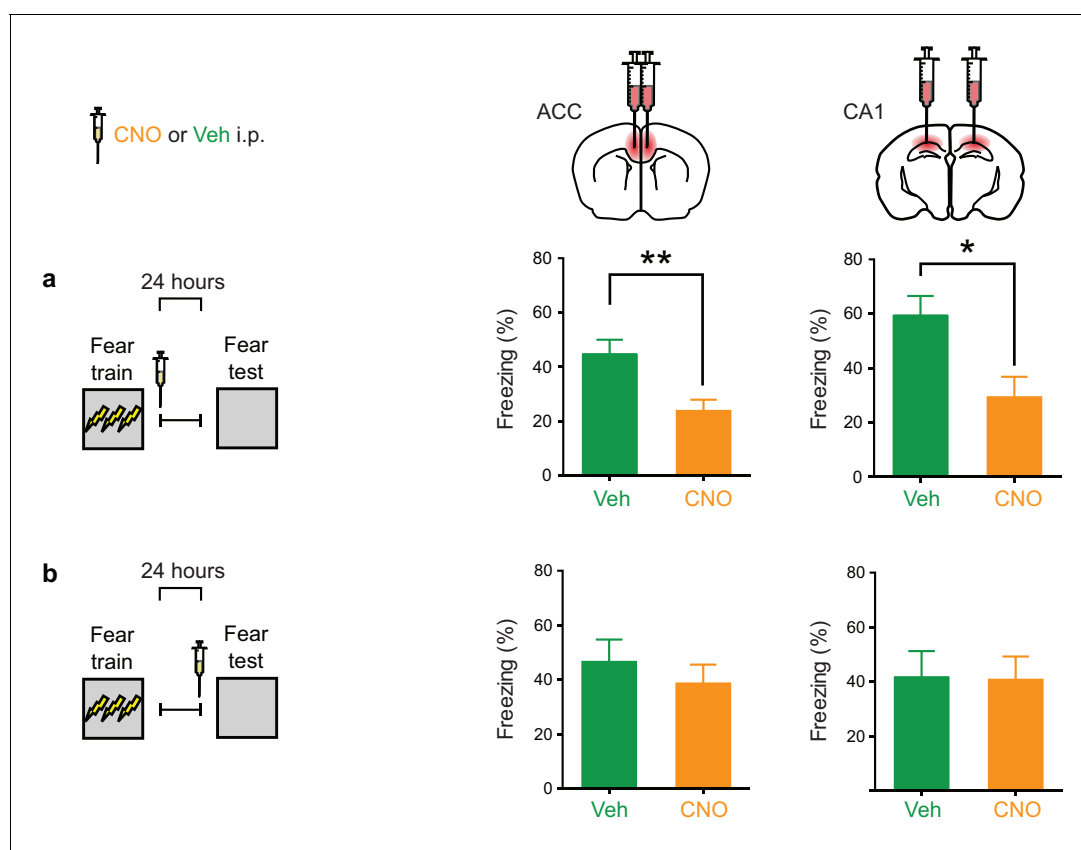 CNO or Veh i.p.
ACC
CA1
a
24 hours
Fear train
Fear test
Freezing (%)
80
60
40
20
0
**
Veh
CNO
Freezing (%)
80
60
40
20
0
*
Veh
CNO
b
24 hours
Fear train
Fear test
Freezing (%)
80
60
40
20
0
Veh
CNO
Freezing (%)
80
60
40
20
Veh
CNO